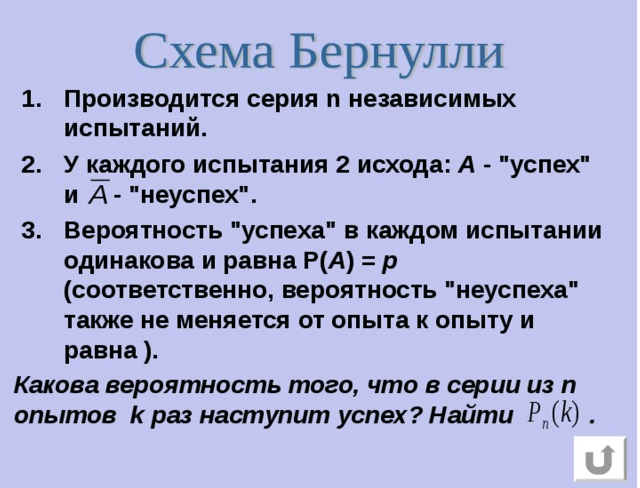 Схема Бернулли
1. Производится серия n независимых
испытаний.
2. У каждого испытания 2 исхода: A - "успех"
и A̅ - "неуспех".
3. Вероятность "успеха" в каждом испытании
одинакова и равна P(A) = p
(соответственно, вероятность "неуспеха"
также не меняется от опыта к опыту и
равна ).
Какова вероятность того, что в серии из n
опытов k раз наступит успех? Найти Pₙ(k) .